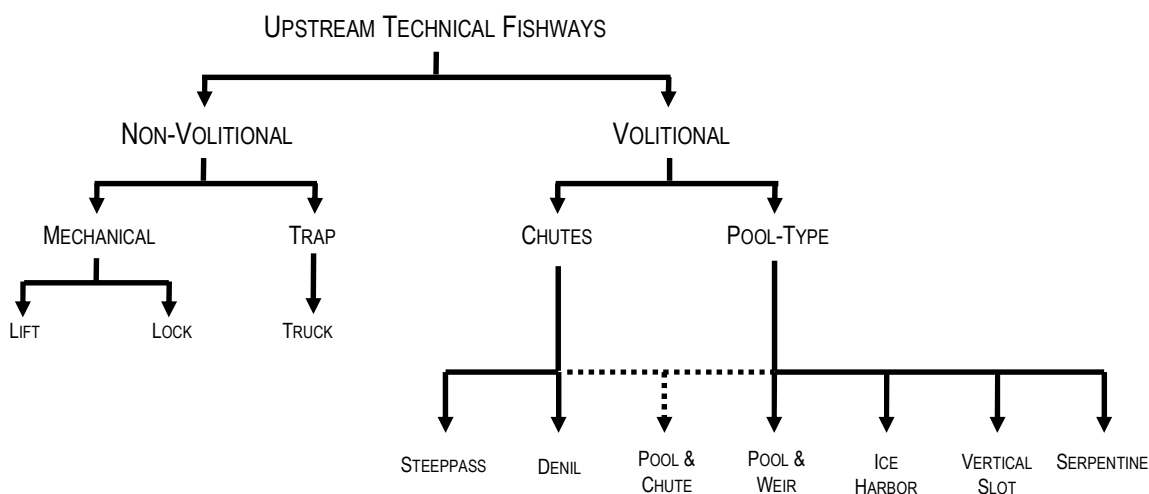 UPSTREAM TECHNICAL FISHWAYS
NON-VOLITIONAL
VOLITIONAL
MECHANICAL
TRAP
CHUTES
POOL-TYPE
LIFT
LOCK
TRUCK
STEEPPASS
DENIL
POOL &
CHUTE
POOL &
WEIR
ICE
HARBOR
VERTICAL
SLOT
SERPENTINE